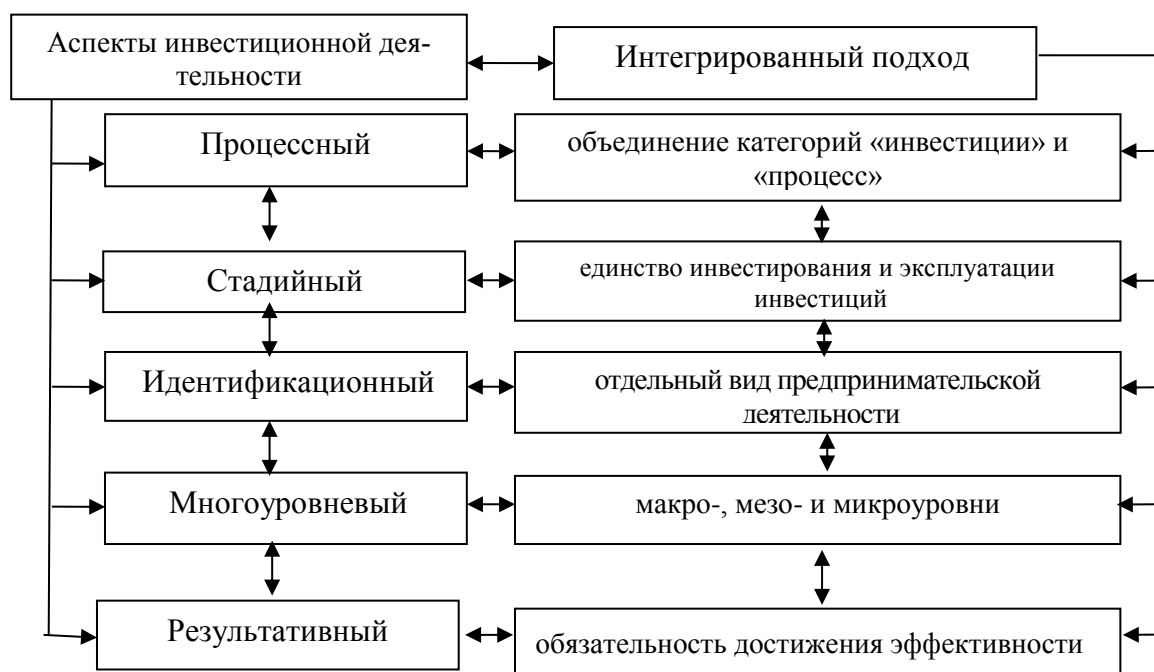 Аспекты инвестиционной дея-
тельности
Интегрированный подход
Процессный
объединение категорий «инвестиции» и
«процесс»
Стадийный
единство инвестирования и эксплуатации
инвестиций
Идентификационный
отдельный вид предпринимательской
деятельности
Многоуровневый
макро-, мезо- и микроуровни
Результативный
обязательность достижения эффективности